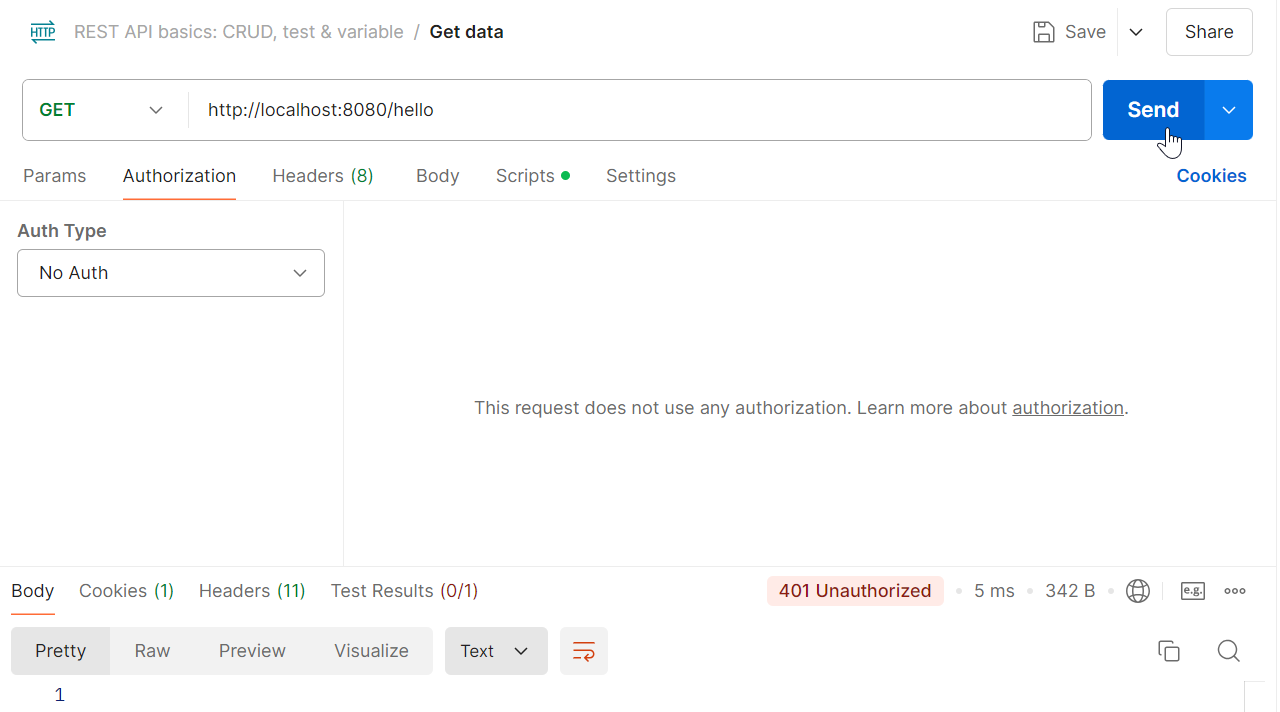 HTTP REST API basics: CRUD, test & variable / Get data Save Share
GET http://localhost:8080/hello Send
Params Authorization Headers (8) Body Scripts Settings Cookies
Auth Type
No Auth
This request does not use any authorization. Learn more about authorization.
Body Cookies (1) Headers (11) Test Results (0/1) 401 Unauthorized 5 ms 342 B e.g.
Pretty Raw Preview Visualize Text
1